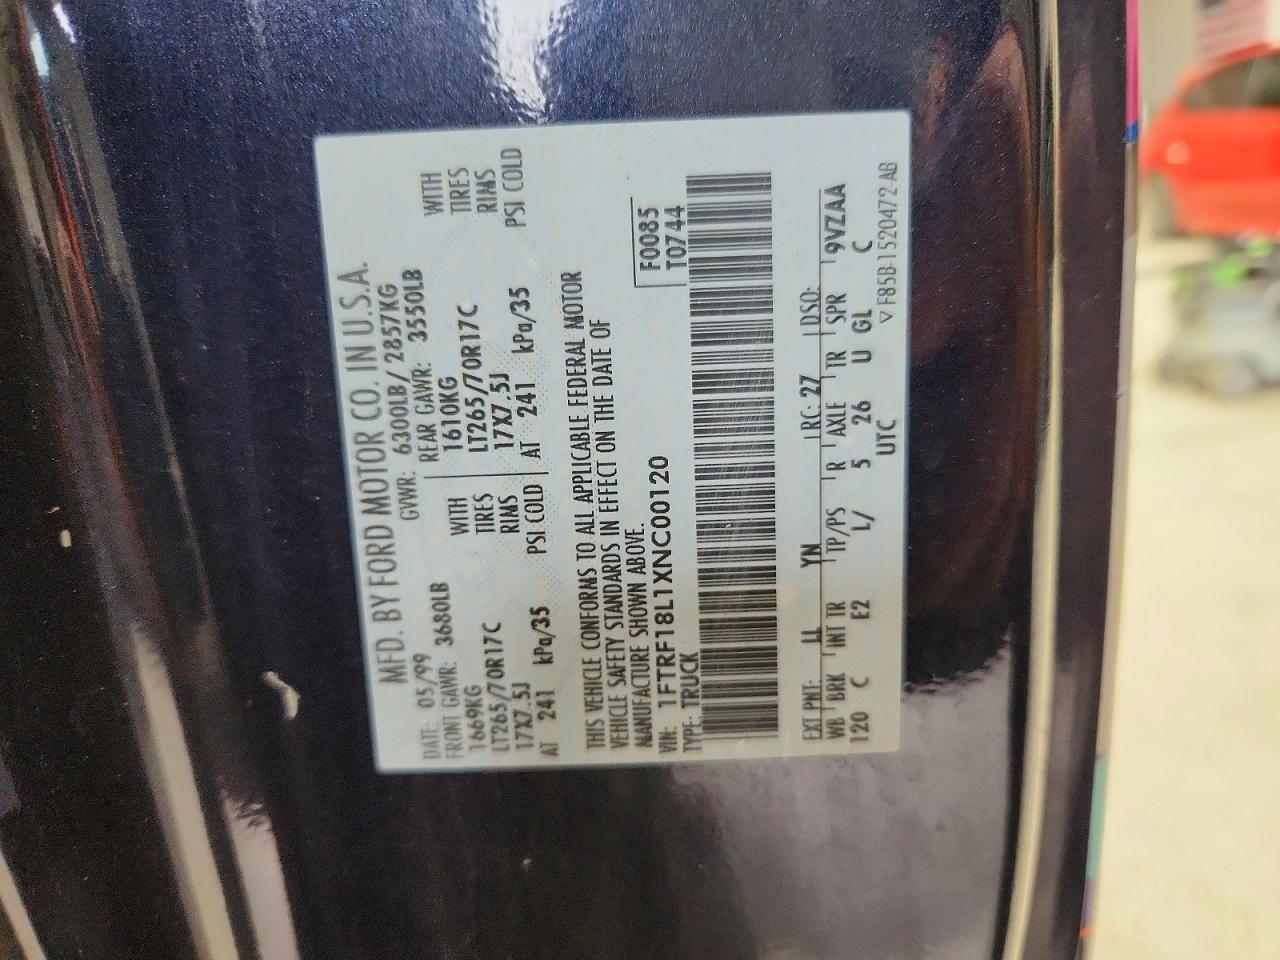 MFD. BY FORD MOTOR CO. IN U.S.A.
DATE: 05/99 GVWR: 6300LB/ 2857KG
FRONT GAWR: 3680LB REAR GAWR: 3550LB
1669KG WITH 1610KG WITH
LT265/70R17C TIRES LT265/70R17C TIRES
17X7.5J RIMS 17X7.5J RIMS
AT 241 kPa/35 PSI COLD AT 241 kPa/35 PSI COLD
THIS VEHICLE CONFORMS TO ALL APPLICABLE FEDERAL MOTOR
VEHICLE SAFETY STANDARDS IN EFFECT ON THE DATE OF
MANUFACTURE SHOWN ABOVE.
VIN: 1FTRF18L1XNC00120
TYPE: TRUCK
F0085
T0744
EXT PNT: LL YN RC: 27 DSO:
WB BRK INT TR TP/PS R AXLE TR SPR 9VZAA
120 C E2 L/ 5 26 U GL C
UTC
▽ F85B-1520472-AB